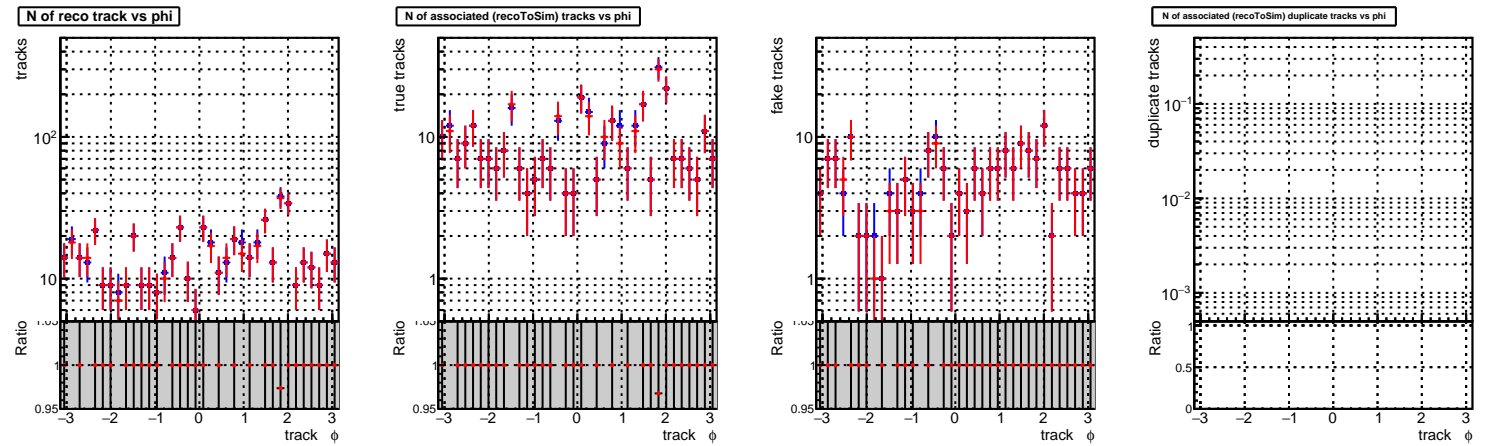 N of reco track vs phi
tracks
10²
10
Ratio
1.05
1
0.95
−3 −2 −1 0 1 2 3
track ϕ
N of associated (recoToSim) tracks vs phi
true tracks
10
1
Ratio
1.05
1
0.95
−3 −2 −1 0 1 2 3
track ϕ
fake tracks
10
1
Ratio
1.05
1
0.95
−3 −2 −1 0 1 2 3
track ϕ
N of associated (recoToSim) duplicate tracks vs phi
duplicate tracks
10⁻¹
10⁻²
10⁻³
Ratio
1
0.5
0
−3 −2 −1 0 1 2 3
track ϕ